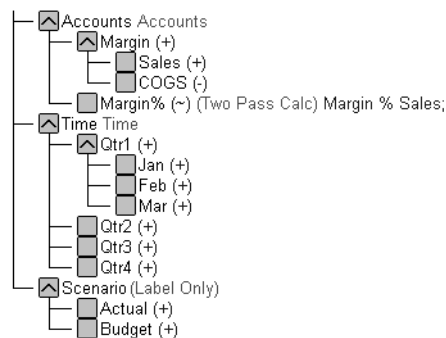 Accounts Accounts
Margin (+)
Sales (+)
COGS (-)
Margin% (~) (Two Pass Calc) Margin % Sales;
Time Time
Qtr1 (+)
Jan (+)
Feb (+)
Mar (+)
Qtr2 (+)
Qtr3 (+)
Qtr4 (+)
Scenario (Label Only)
Actual (+)
Budget (+)